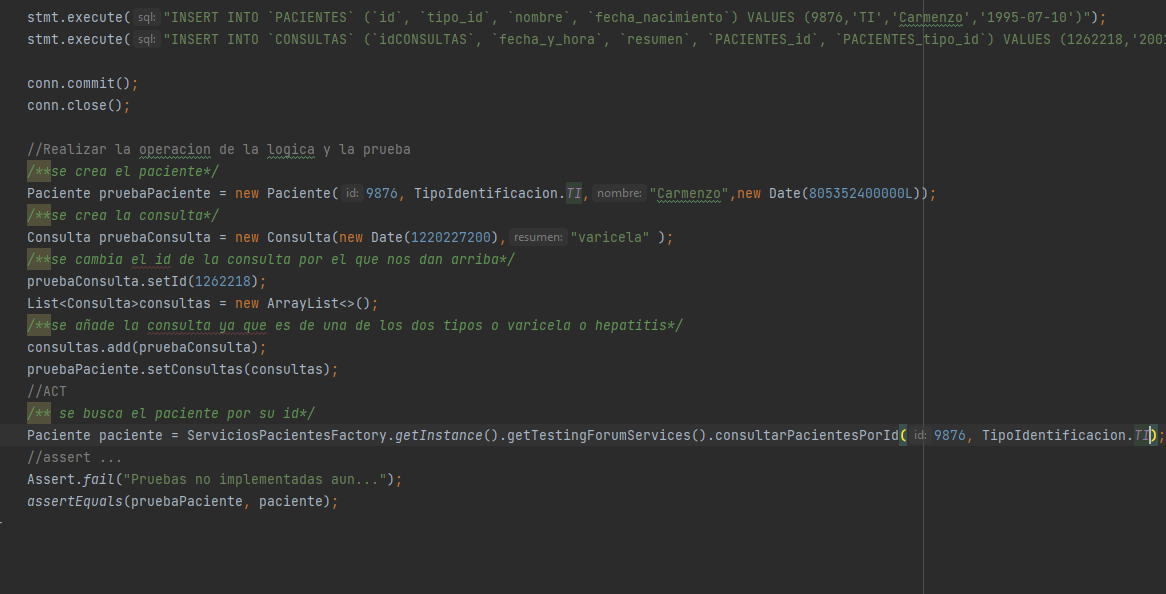 stmt.execute( sql: "INSERT INTO `PACIENTES` (`id`, `tipo_id`, `nombre`, `fecha_nacimiento`) VALUES (9876,'TI','Carmenzo','1995-07-10')");
stmt.execute( sql: "INSERT INTO `CONSULTAS` (`idCONSULTAS`, `fecha_y_hora`, `resumen`, `PACIENTES_id`, `PACIENTES_tipo_id`) VALUES (1262218,'2001
conn.commit();
conn.close();
//Realizar la operacion de la logica y la prueba
/**se crea el paciente*/
Paciente pruebaPaciente = new Paciente( id: 9876, TipoIdentificacion.TI, nombre: "Carmenzo",new Date(805352400000L));
/**se crea la consulta*/
Consulta pruebaConsulta = new Consulta(new Date(1220227200), resumen: "varicela" );
/**se cambia el id de la consulta por el que nos dan arriba*/
pruebaConsulta.setId(1262218);
List<Consulta>consultas = new ArrayList<>();
/**se añade la consulta ya que es de una de los dos tipos o varicela o hepatitis*/
consultas.add(pruebaConsulta);
pruebaPaciente.setConsultas(consultas);
//ACT
/** se busca el paciente por su id*/
Paciente paciente = ServiciosPacientesFactory.getInstance().getTestingForumServices().consultarPacientesPorId( id: 9876, TipoIdentificacion.TI);
//assert ...
Assert.fail("Pruebas no implementadas aun...");
assertEquals(pruebaPaciente, paciente);